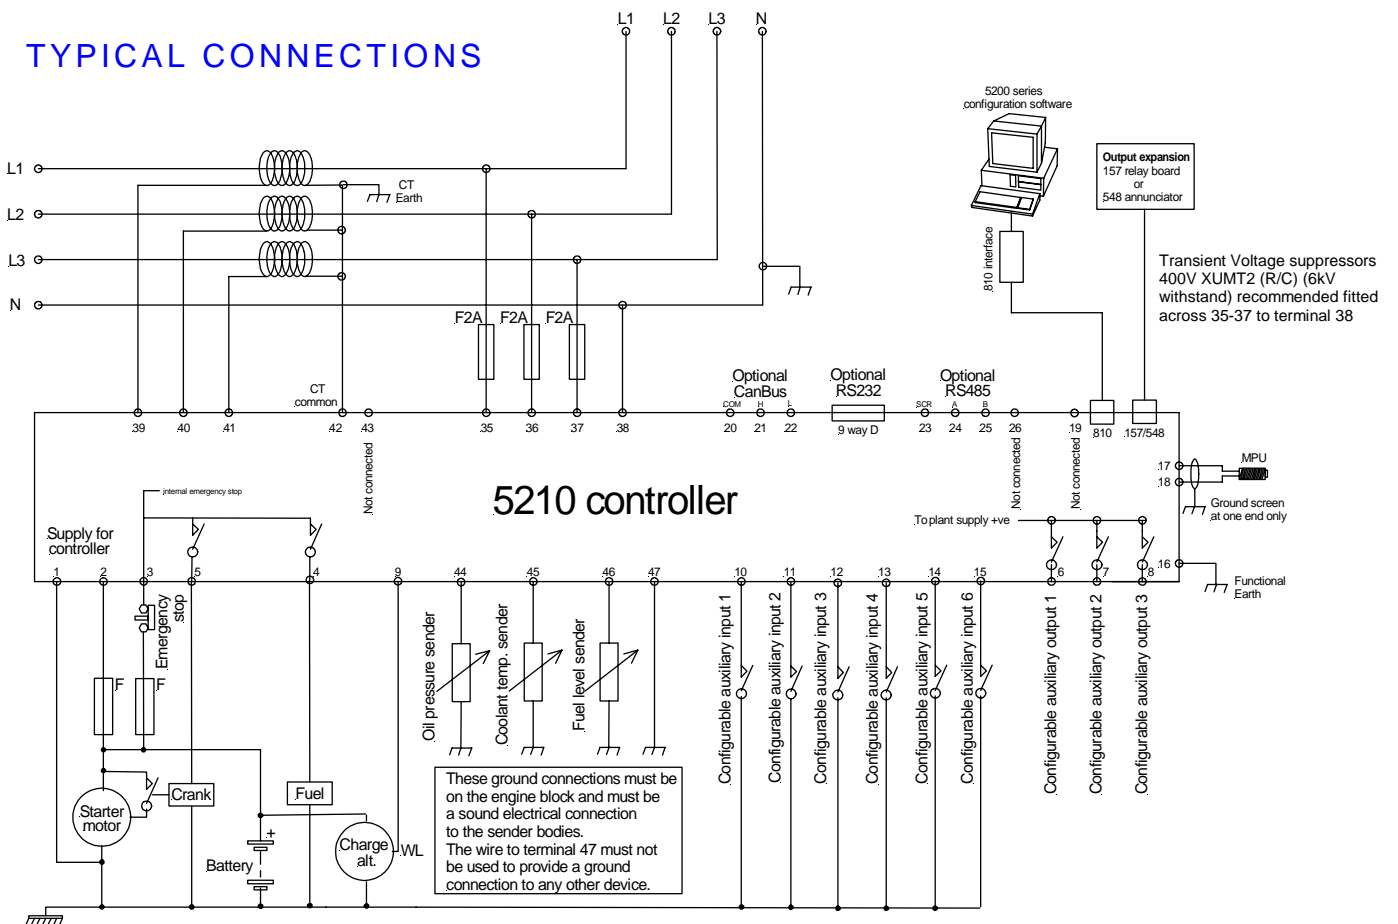 TYPICAL CONNECTIONS
L1
L2
L3
N
5200 series
configuration software
Output expansion
157 relay board
or
548 annunciator
L1
CT
Earth
L2
L3
N
810 interface
Transient Voltage suppressors
400V XUMT2 (R/C) (6kV
withstand) recommended fitted
across 35-37 to terminal 38
F2A
F2A
F2A
CT
common
Optional
CanBus
COM
H
L
Optional
RS232
Optional
RS485
SCR
A
B
39
40
41
42
43
35
36
37
38
20
21
22
9 way D
23
24
25
26
19
810
157/548
Not connected
Not connected
Not connected
17
18
MPU
Ground screen
at one end only
internal emergency stop
5210 controller
To plant supply +ve
Supply for
controller
1
2
3
5
4
9
44
45
46
47
10
11
12
13
14
15
6
7
8
16
Functional
Earth
Emergency
stop
F
F
Oil pressure sender
Coolant temp. sender
Fuel level sender
Configurable auxiliary input 1
Configurable auxiliary input 2
Configurable auxiliary input 3
Configurable auxiliary input 4
Configurable auxiliary input 5
Configurable auxiliary input 6
Configurable auxiliary output 1
Configurable auxiliary output 2
Configurable auxiliary output 3
Starter
motor
Crank
Fuel
Battery
+
Charge
alt.
WL
These ground connections must be
on the engine block and must be
a sound electrical connection
to the sender bodies.
The wire to terminal 47 must not
be used to provide a ground
connection to any other device.